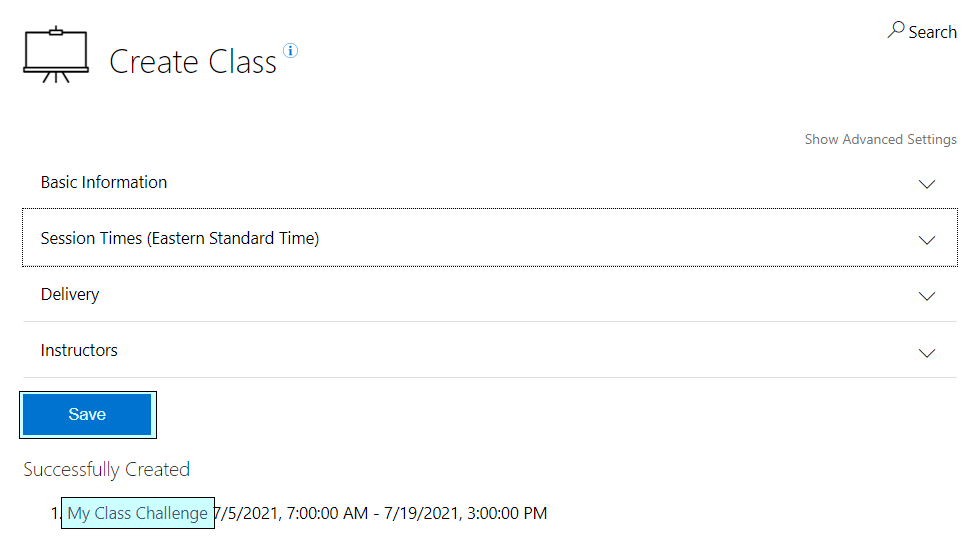 Search
Create Class
Show Advanced Settings
Basic Information
Session Times (Eastern Standard Time)
Delivery
Instructors
Save
Successfully Created
1. My Class Challenge 7/5/2021, 7:00:00 AM - 7/19/2021, 3:00:00 PM